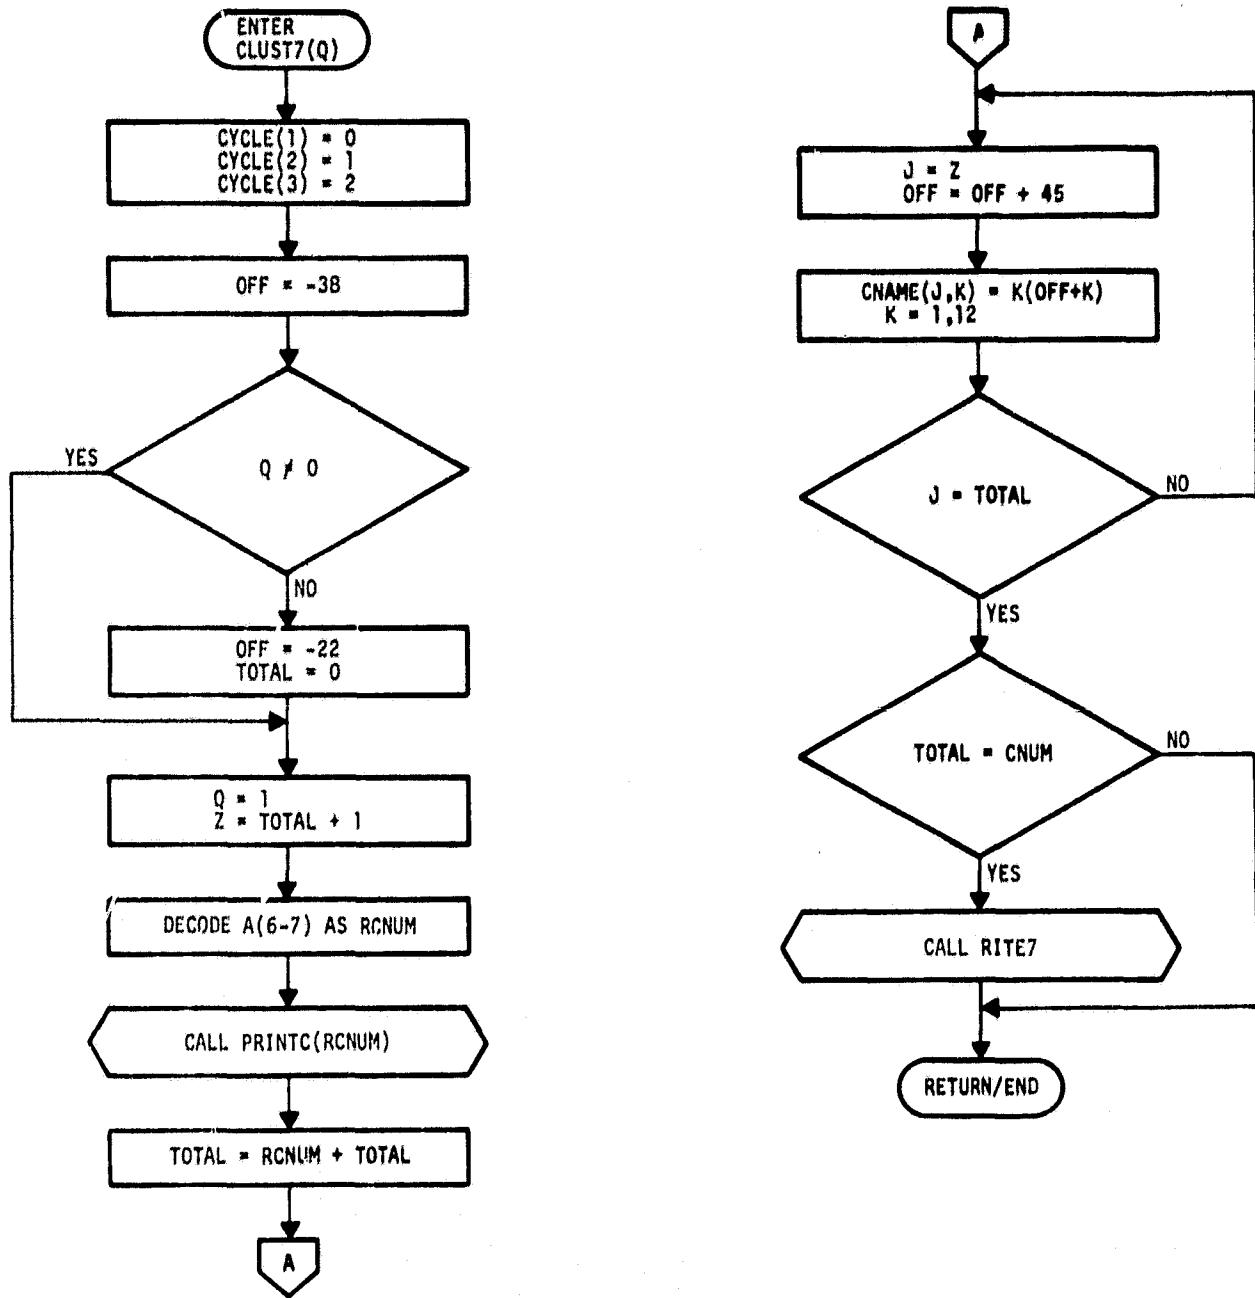 ENTER
CLUST7(Q)
CYCLE(1) = 0
CYCLE(2) = 1
CYCLE(3) = 2
OFF = -38
Q ≠ 0
YES
NO
OFF = -22
TOTAL = 0
Q = 1
Z = TOTAL + 1
DECODE A(6-7) AS RCNUM
CALL PRINTC(RCNUM)
TOTAL = RCNUM + TOTAL
A
A
J = Z
OFF = OFF + 45
CNAME(J,K) = K(OFF+K)
K = 1,12
J = TOTAL
NO
YES
TOTAL = CNUM
NO
YES
CALL RITE7
RETURN/END